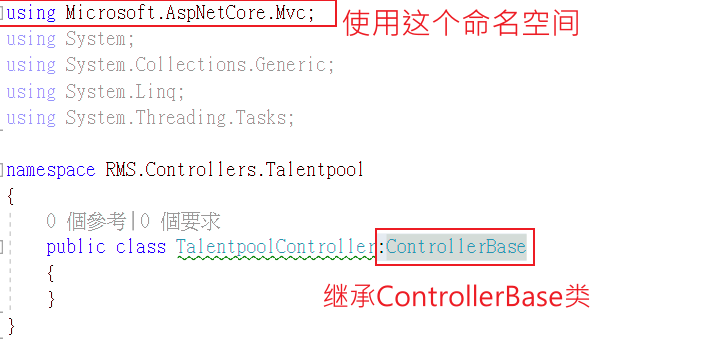 using Microsoft.AspNetCore.Mvc; 使用这个命名空间
using System;
using System.Collections.Generic;
using System.Linq;
using System.Threading.Tasks;
namespace RMS.Controllers.Talentpool
{
0 個參考|0 個要求
public class TalentpoolController:ControllerBase
{
}
继承ControllerBase类
}